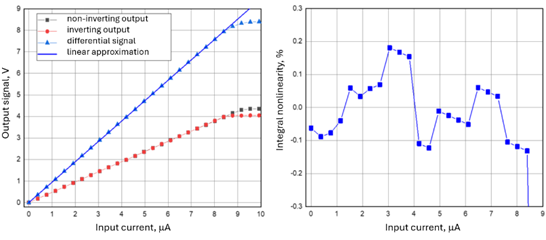 non-inverting output
inverting output
differential signal
linear approximation
Output signal, V
9
8
7
6
5
4
3
2
1
0
0 1 2 3 4 5 6 7 8 9 10
Input current, μA
Integral nonlinearity, %
0.3
0.2
0.1
0.0
-0.1
-0.2
-0.3
0 1 2 3 4 5 6 7 8 9
Input current, μA